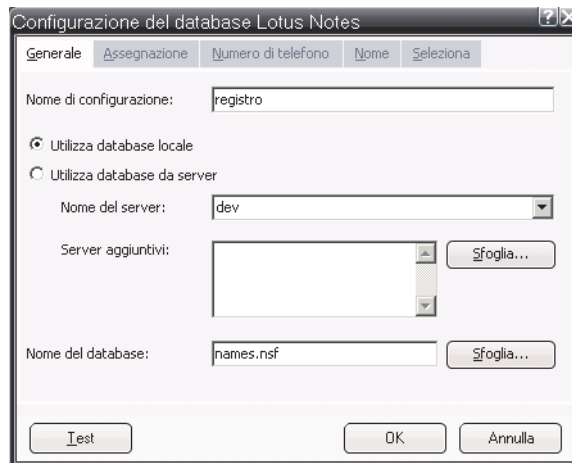 Configurazione del database Lotus Notes
Generale Assegnazione Numero di telefono Nome Seleziona
Nome di configurazione: registro
Utilizza database locale
Utilizza database da server
Nome del server: dev
Server aggiuntivi: Sfoglia...
Nome del database: names.nsf Sfoglia...
Test OK Annulla